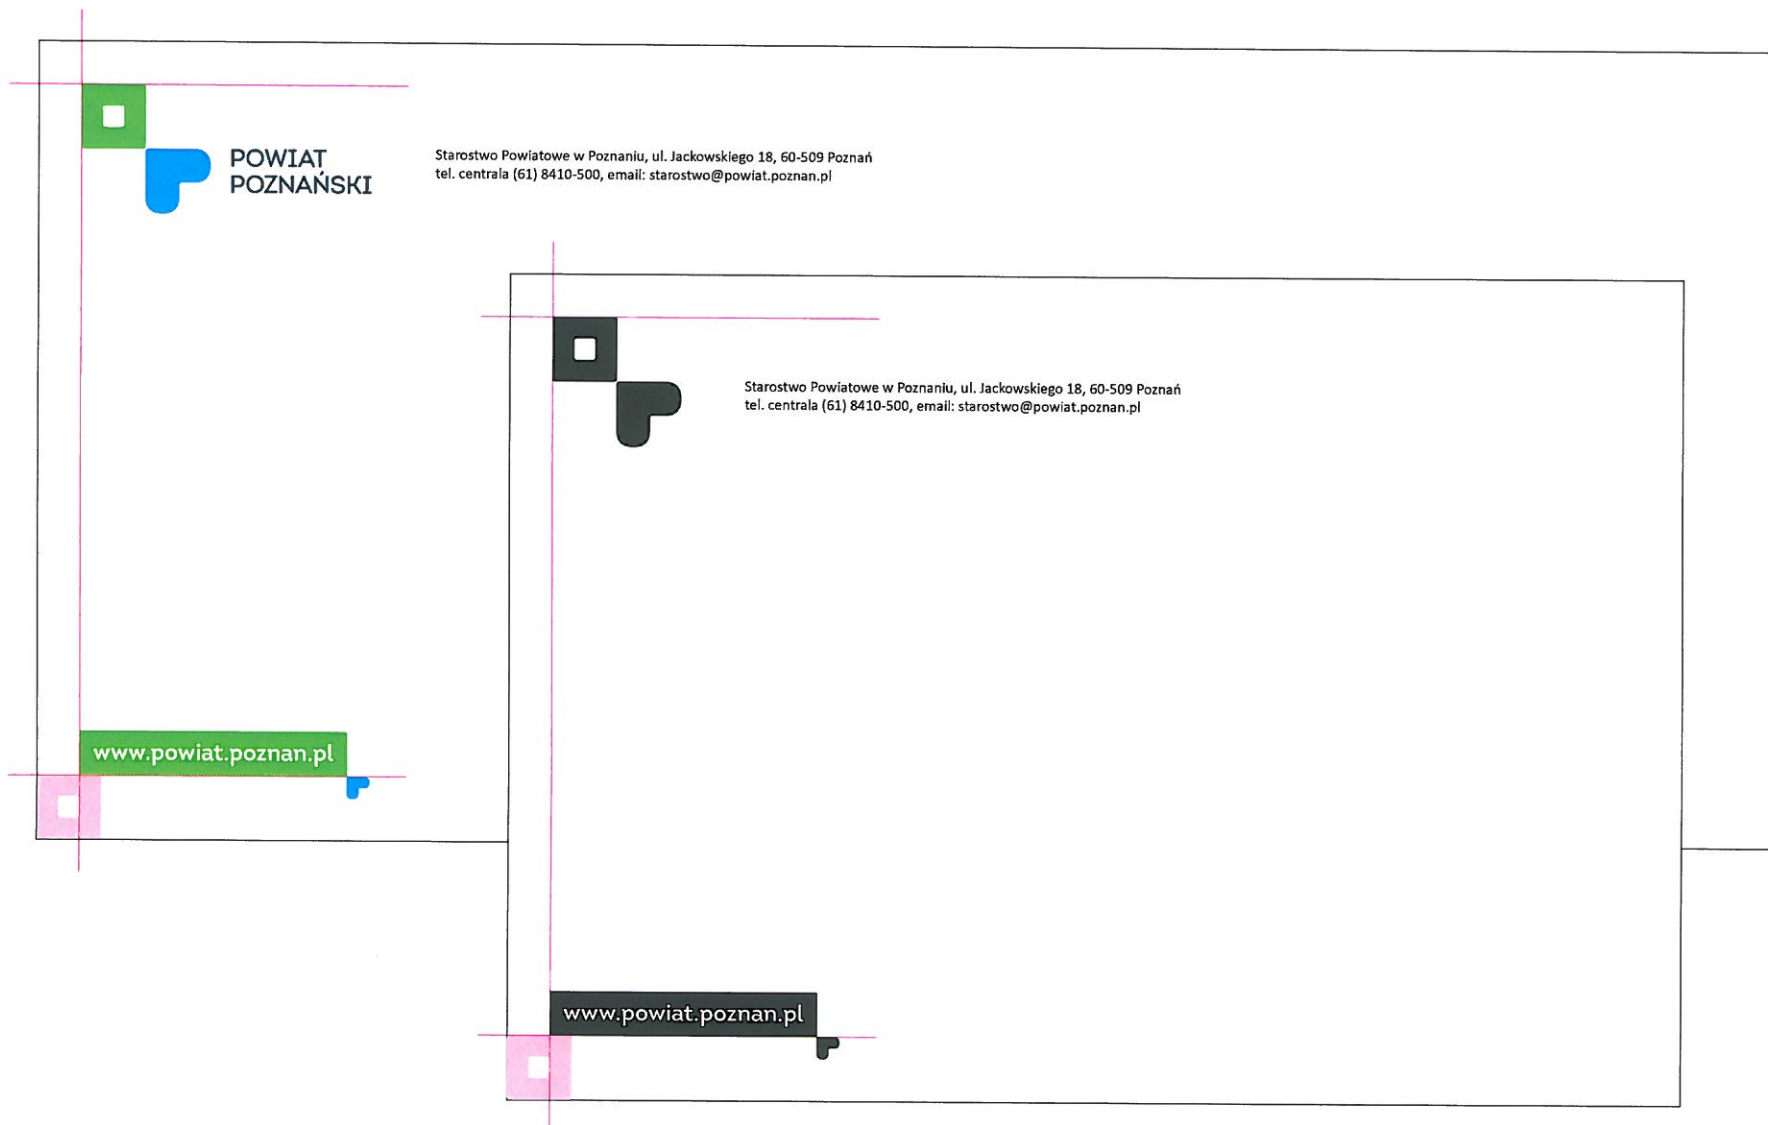 POWIAT
POZNAŃSKI
Starostwo Powiatowe w Poznaniu, ul. Jackowskiego 18, 60-509 Poznań
tel. centrala (61) 8410-500, email: starostwo@powiat.poznan.pl
www.powiat.poznan.pl
Starostwo Powiatowe w Poznaniu, ul. Jackowskiego 18, 60-509 Poznań
tel. centrala (61) 8410-500, email: starostwo@powiat.poznan.pl
www.powiat.poznan.pl